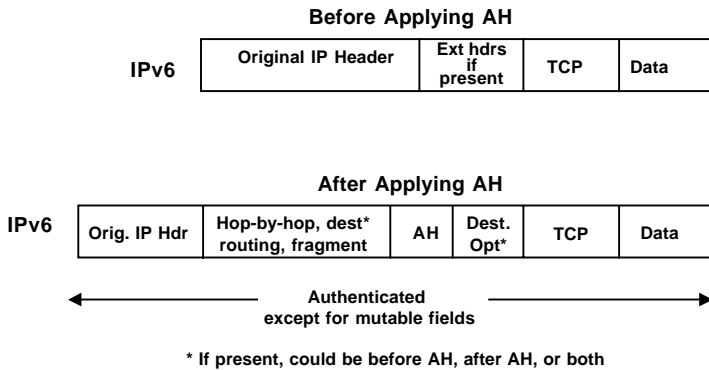 Before Applying AH
IPv6
Original IP Header
Ext hdrs
if
present
TCP
Data
After Applying AH
IPv6
Orig. IP Hdr
Hop-by-hop, dest*
routing, fragment
AH
Dest.
Opt*
TCP
Data
Authenticated
except for mutable fields
* If present, could be before AH, after AH, or both